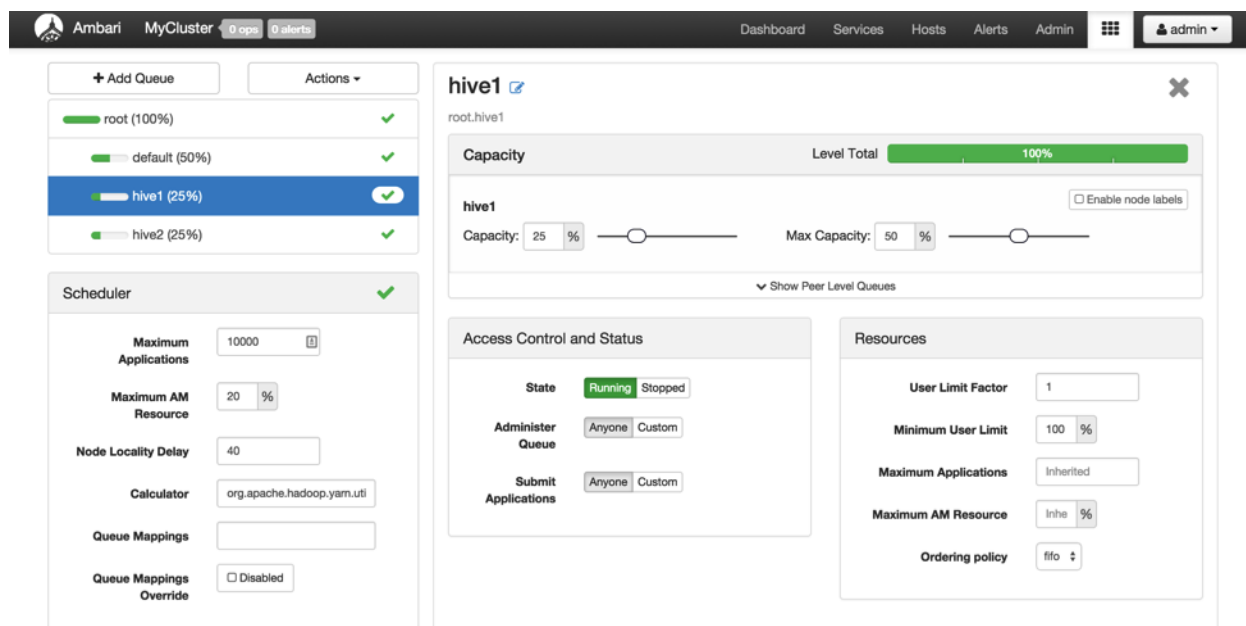 Ambari MyCluster 0 ops 0 alerts Dashboard Services Hosts Alerts Admin admin
+ Add Queue Actions
root (100%)
default (50%)
hive1 (25%)
hive2 (25%)
Scheduler
Maximum Applications 10000
Maximum AM Resource 20 %
Node Locality Delay 40
Calculator org.apache.hadoop.yarn.uti
Queue Mappings
Queue Mappings Override Disabled
hive1
root.hive1
Capacity Level Total 100%
hive1 Enable node labels
Capacity: 25 % Max Capacity: 50 %
Show Peer Level Queues
Access Control and Status
State Running Stopped
Administer Queue Anyone Custom
Submit Applications Anyone Custom
Resources
User Limit Factor 1
Minimum User Limit 100 %
Maximum Applications Inherited
Maximum AM Resource Inhe %
Ordering policy fifo